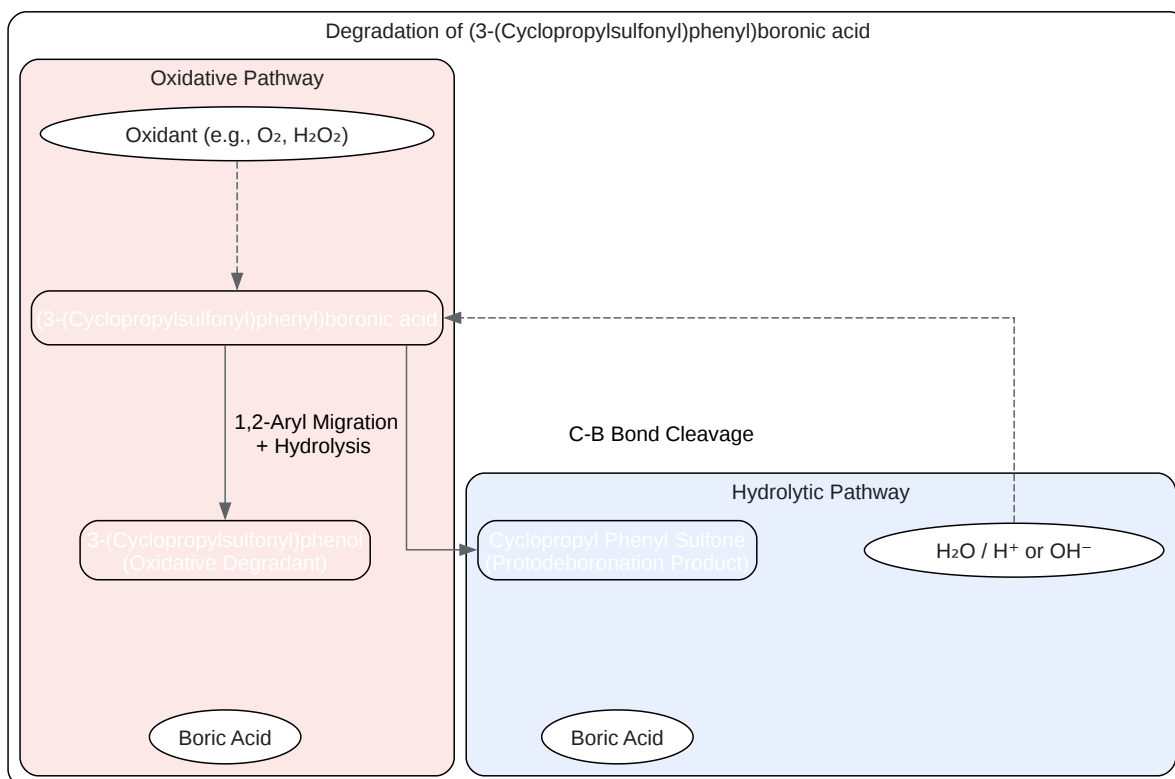 Degradation of (3-(Cyclopropylsulfonyl)phenyl)boronic acid
Oxidative Pathway
Oxidant (e.g., O₂, H₂O₂)
(3-(Cyclopropylsulfonyl)phenyl)boronic acid
1,2-Aryl Migration
+ Hydrolysis
C-B Bond Cleavage
Hydrolytic Pathway
3-(Cyclopropylsulfonyl)phenol
(Oxidative Degradant)
Cyclopropyl Phenyl Sulfone
(Protodeboronation Product)
H₂O / H⁺ or OH⁻
Boric Acid
Boric Acid